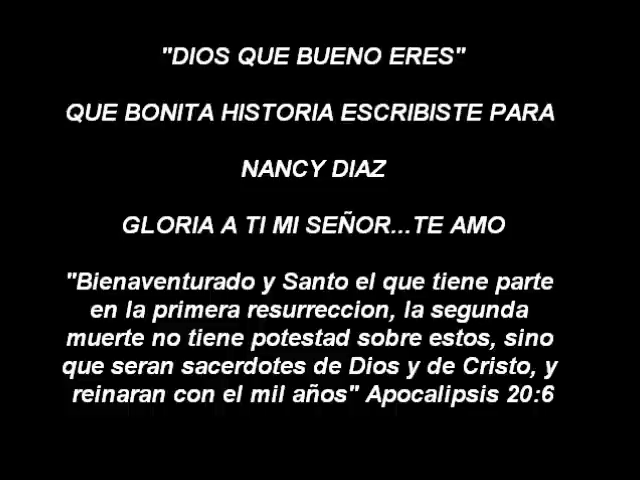 "DIOS QUE BUENO ERES"
QUE BONITA HISTORIA ESCRIBISTE PARA
NANCY DIAZ
GLORIA A TI MI SEÑOR...TE AMO
"Bienaventurado y Santo el que tiene parte
en la primera resurreccion, la segunda
muerte no tiene potestad sobre estos, sino
que seran sacerdotes de Dios y de Cristo, y
reinaran con el mil años" Apocalipsis 20:6